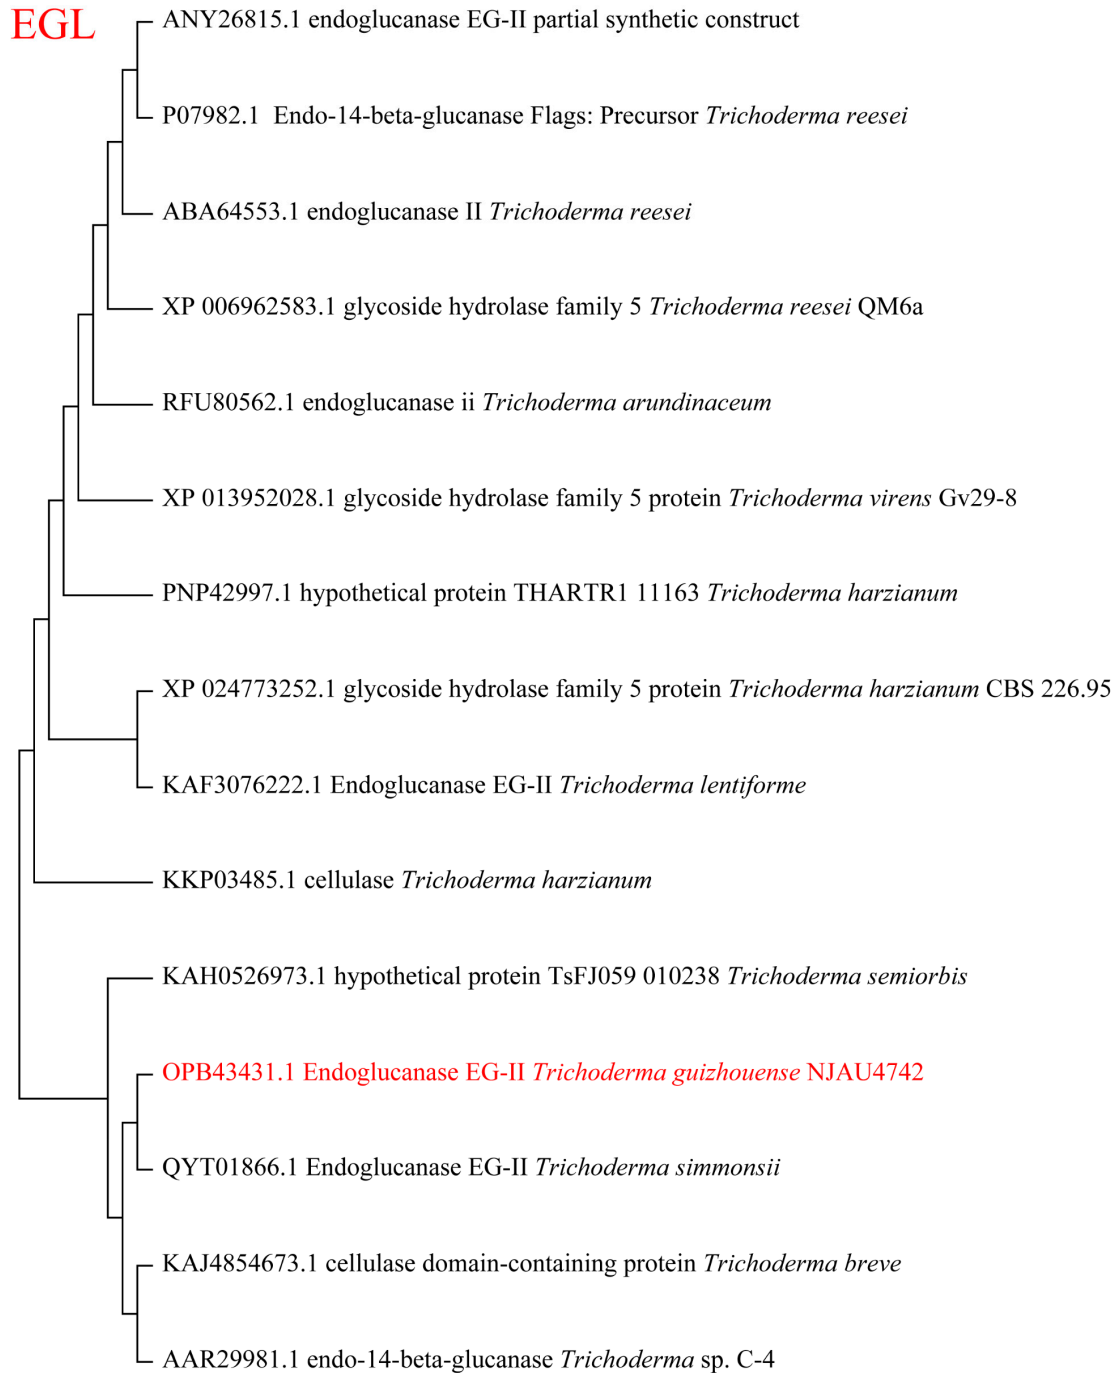 EGL
ANY26815.1 endoglucanase EG-II partial synthetic construct
P07982.1 Endo-14-beta-glucanase Flags: Precursor Trichoderma reesei
ABA64553.1 endoglucanase II Trichoderma reesei
XP 006962583.1 glycoside hydrolase family 5 Trichoderma reesei QM6a
RFU80562.1 endoglucanase ii Trichoderma arundinaceum
XP 013952028.1 glycoside hydrolase family 5 protein Trichoderma virens Gv29-8
PNP42997.1 hypothetical protein THARTR1 11163 Trichoderma harzianum
XP 024773252.1 glycoside hydrolase family 5 protein Trichoderma harzianum CBS 226.95
KAF3076222.1 Endoglucanase EG-II Trichoderma lentiforme
KKP03485.1 cellulase Trichoderma harzianum
KAH0526973.1 hypothetical protein TsFJ059 010238 Trichoderma semiorbis
OPB43431.1 Endoglucanase EG-II Trichoderma guizhouense NJAU4742
QYT01866.1 Endoglucanase EG-II Trichoderma simmonsii
KAJ4854673.1 cellulase domain-containing protein Trichoderma breve
AAR29981.1 endo-14-beta-glucanase Trichoderma sp. C-4